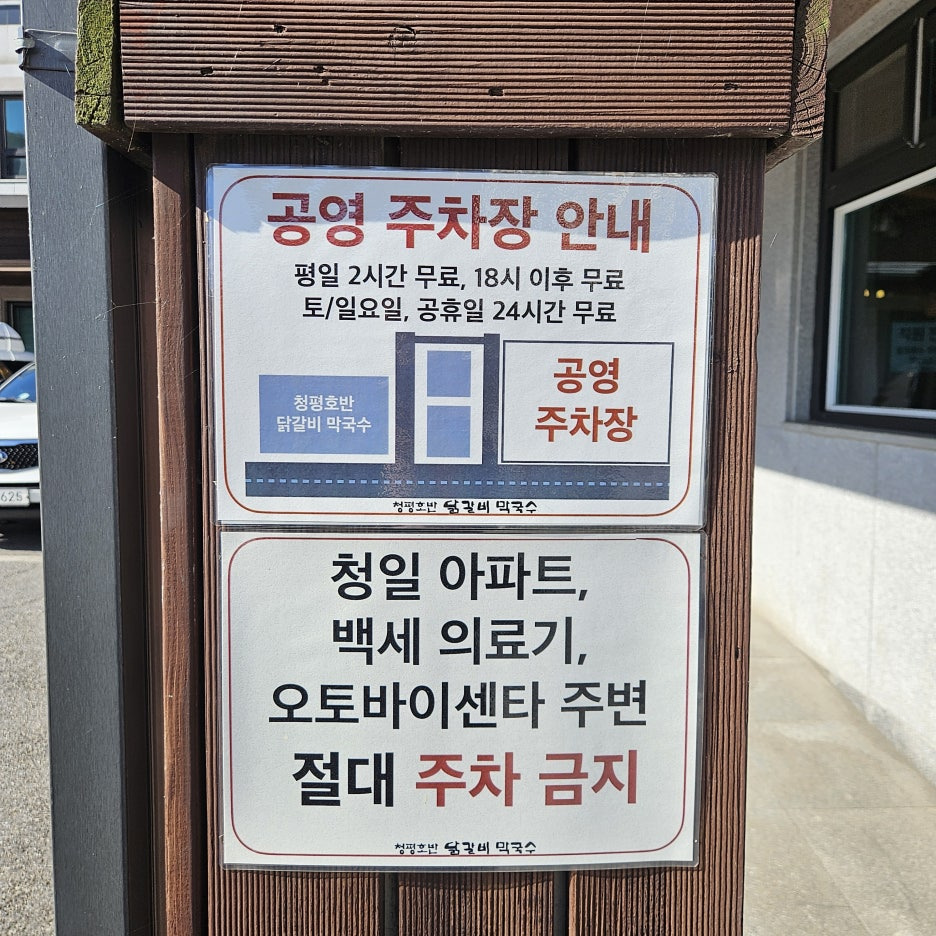 공영 주차장 안내
평일 2시간 무료, 18시 이후 무료
토/일요일, 공휴일 24시간 무료
청평호반
닭갈비 막국수
공영
주차장
청평호반 닭갈비 막국수
청일 아파트,
백세 의료기,
오토바이센타 주변
절대 주차 금지
청평호반 닭갈비 막국수
625